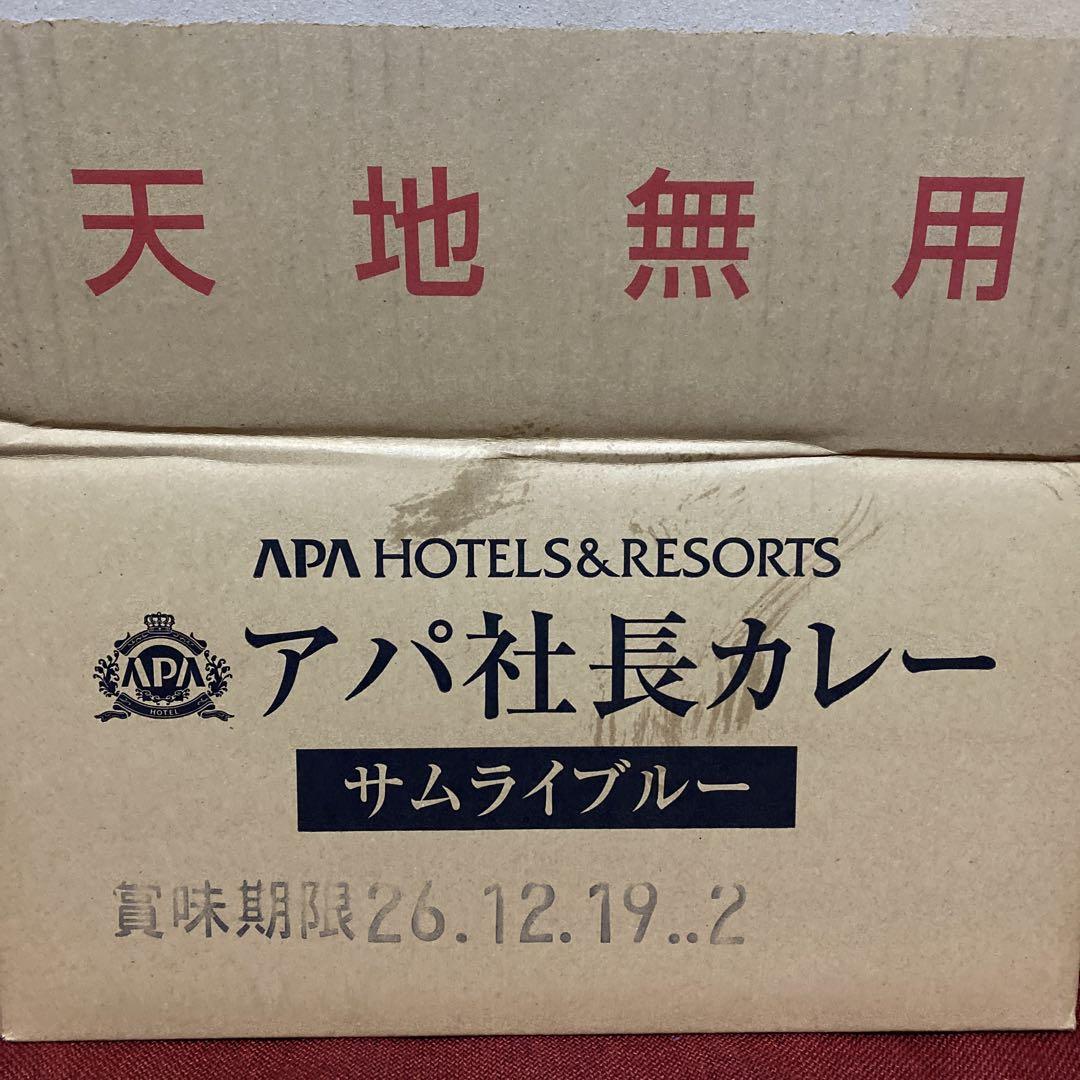 天地無用
APA HOTELS&RESORTS
APA
HOTEL
アパ社長カレー
サムライブルー
賞味期限26.12.19..2